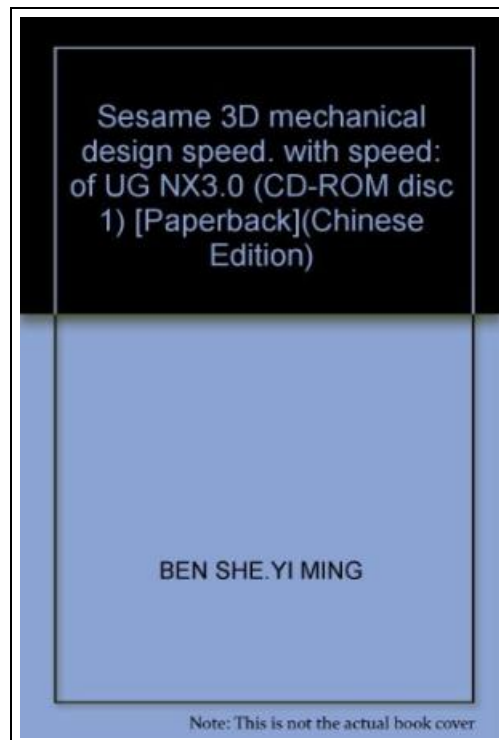 Sesame 3D mechanical
design speed. with speed:
of UG NX3.0 (CD-ROM disc
1) [Paperback](Chinese
Edition)
BEN SHE.YI MING
Note: This is not the actual book cover